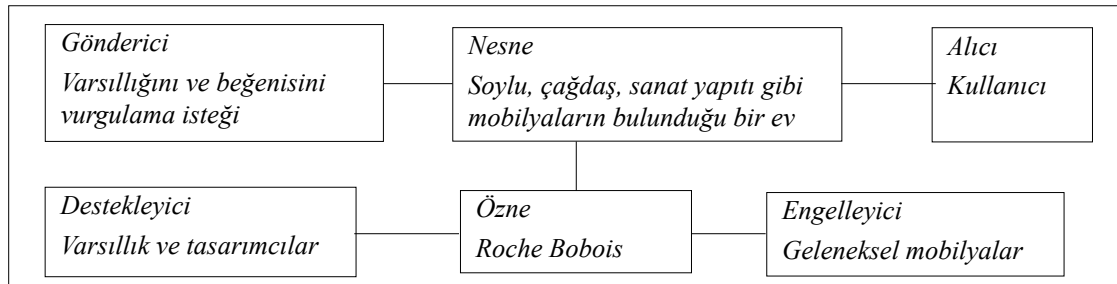 Gönderici
Varsıllığını ve beğenisini
vurgulama isteği
Nesne
Soylu, çağdaş, sanat yapıtı gibi
mobilyaların bulunduğu bir ev
Alıcı
Kullanıcı
Destekleyici
Varsıllık ve tasarımcılar
Özne
Roche Bobois
Engelleyici
Geleneksel mobilyalar